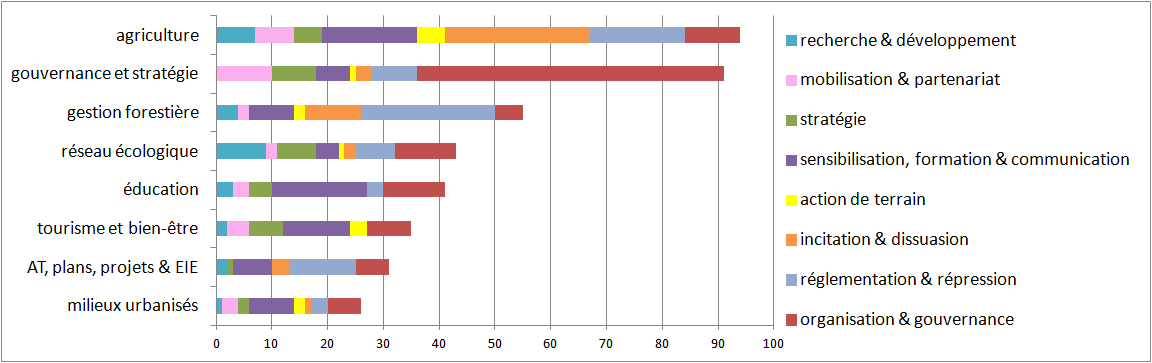 agriculture
gouvernance et stratégie
gestion forestière
réseau écologique
éducation
tourisme et bien-être
AT, plans, projets & EIE
milieux urbanisés
0 10 20 30 40 50 60 70 80 90 100
recherche & développement
mobilisation & partenariat
stratégie
sensibilisation, formation & communication
action de terrain
incitation & dissuasion
réglementation & répression
organisation & gouvernance